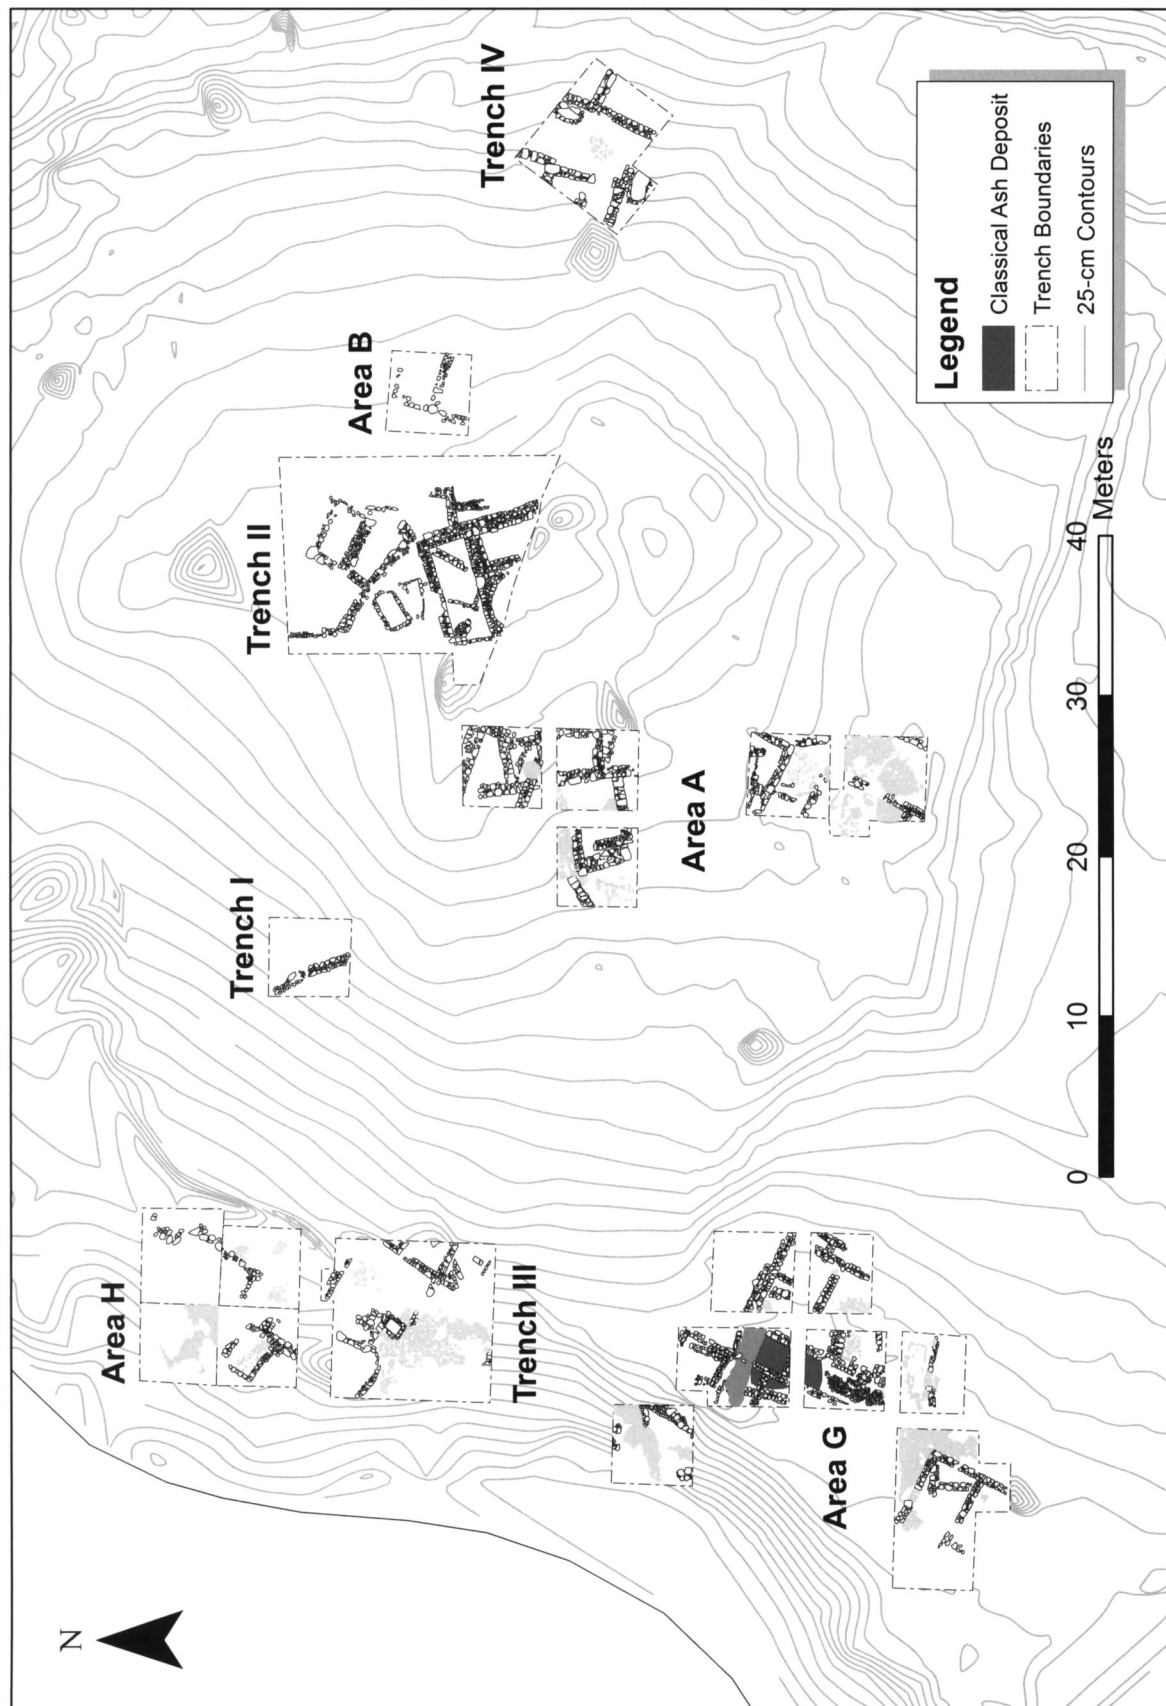 N
Area H
Trench III
Trench I
Trench II
Area B
Trench IV
Area A
Area G
0
10
20
30
40
Meters
Legend
Classical Ash Deposit
Trench Boundaries
25-cm Contours